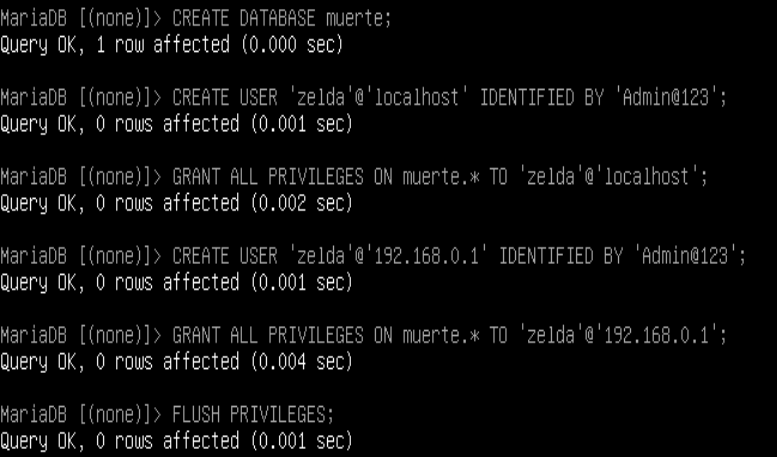 MariaDB [(none)]> CREATE DATABASE muerte;
Query OK, 1 row affected (0.000 sec)
MariaDB [(none)]> CREATE USER 'zelda'@'localhost' IDENTIFIED BY 'Admin@123';
Query OK, 0 rows affected (0.001 sec)
MariaDB [(none)]> GRANT ALL PRIVILEGES ON muerte.* TO 'zelda'@'localhost';
Query OK, 0 rows affected (0.002 sec)
MariaDB [(none)]> CREATE USER 'zelda'@'192.168.0.1' IDENTIFIED BY 'Admin@123';
Query OK, 0 rows affected (0.001 sec)
MariaDB [(none)]> GRANT ALL PRIVILEGES ON muerte.* TO 'zelda'@'192.168.0.1';
Query OK, 0 rows affected (0.004 sec)
MariaDB [(none)]> FLUSH PRIVILEGES;
Query OK, 0 rows affected (0.001 sec)